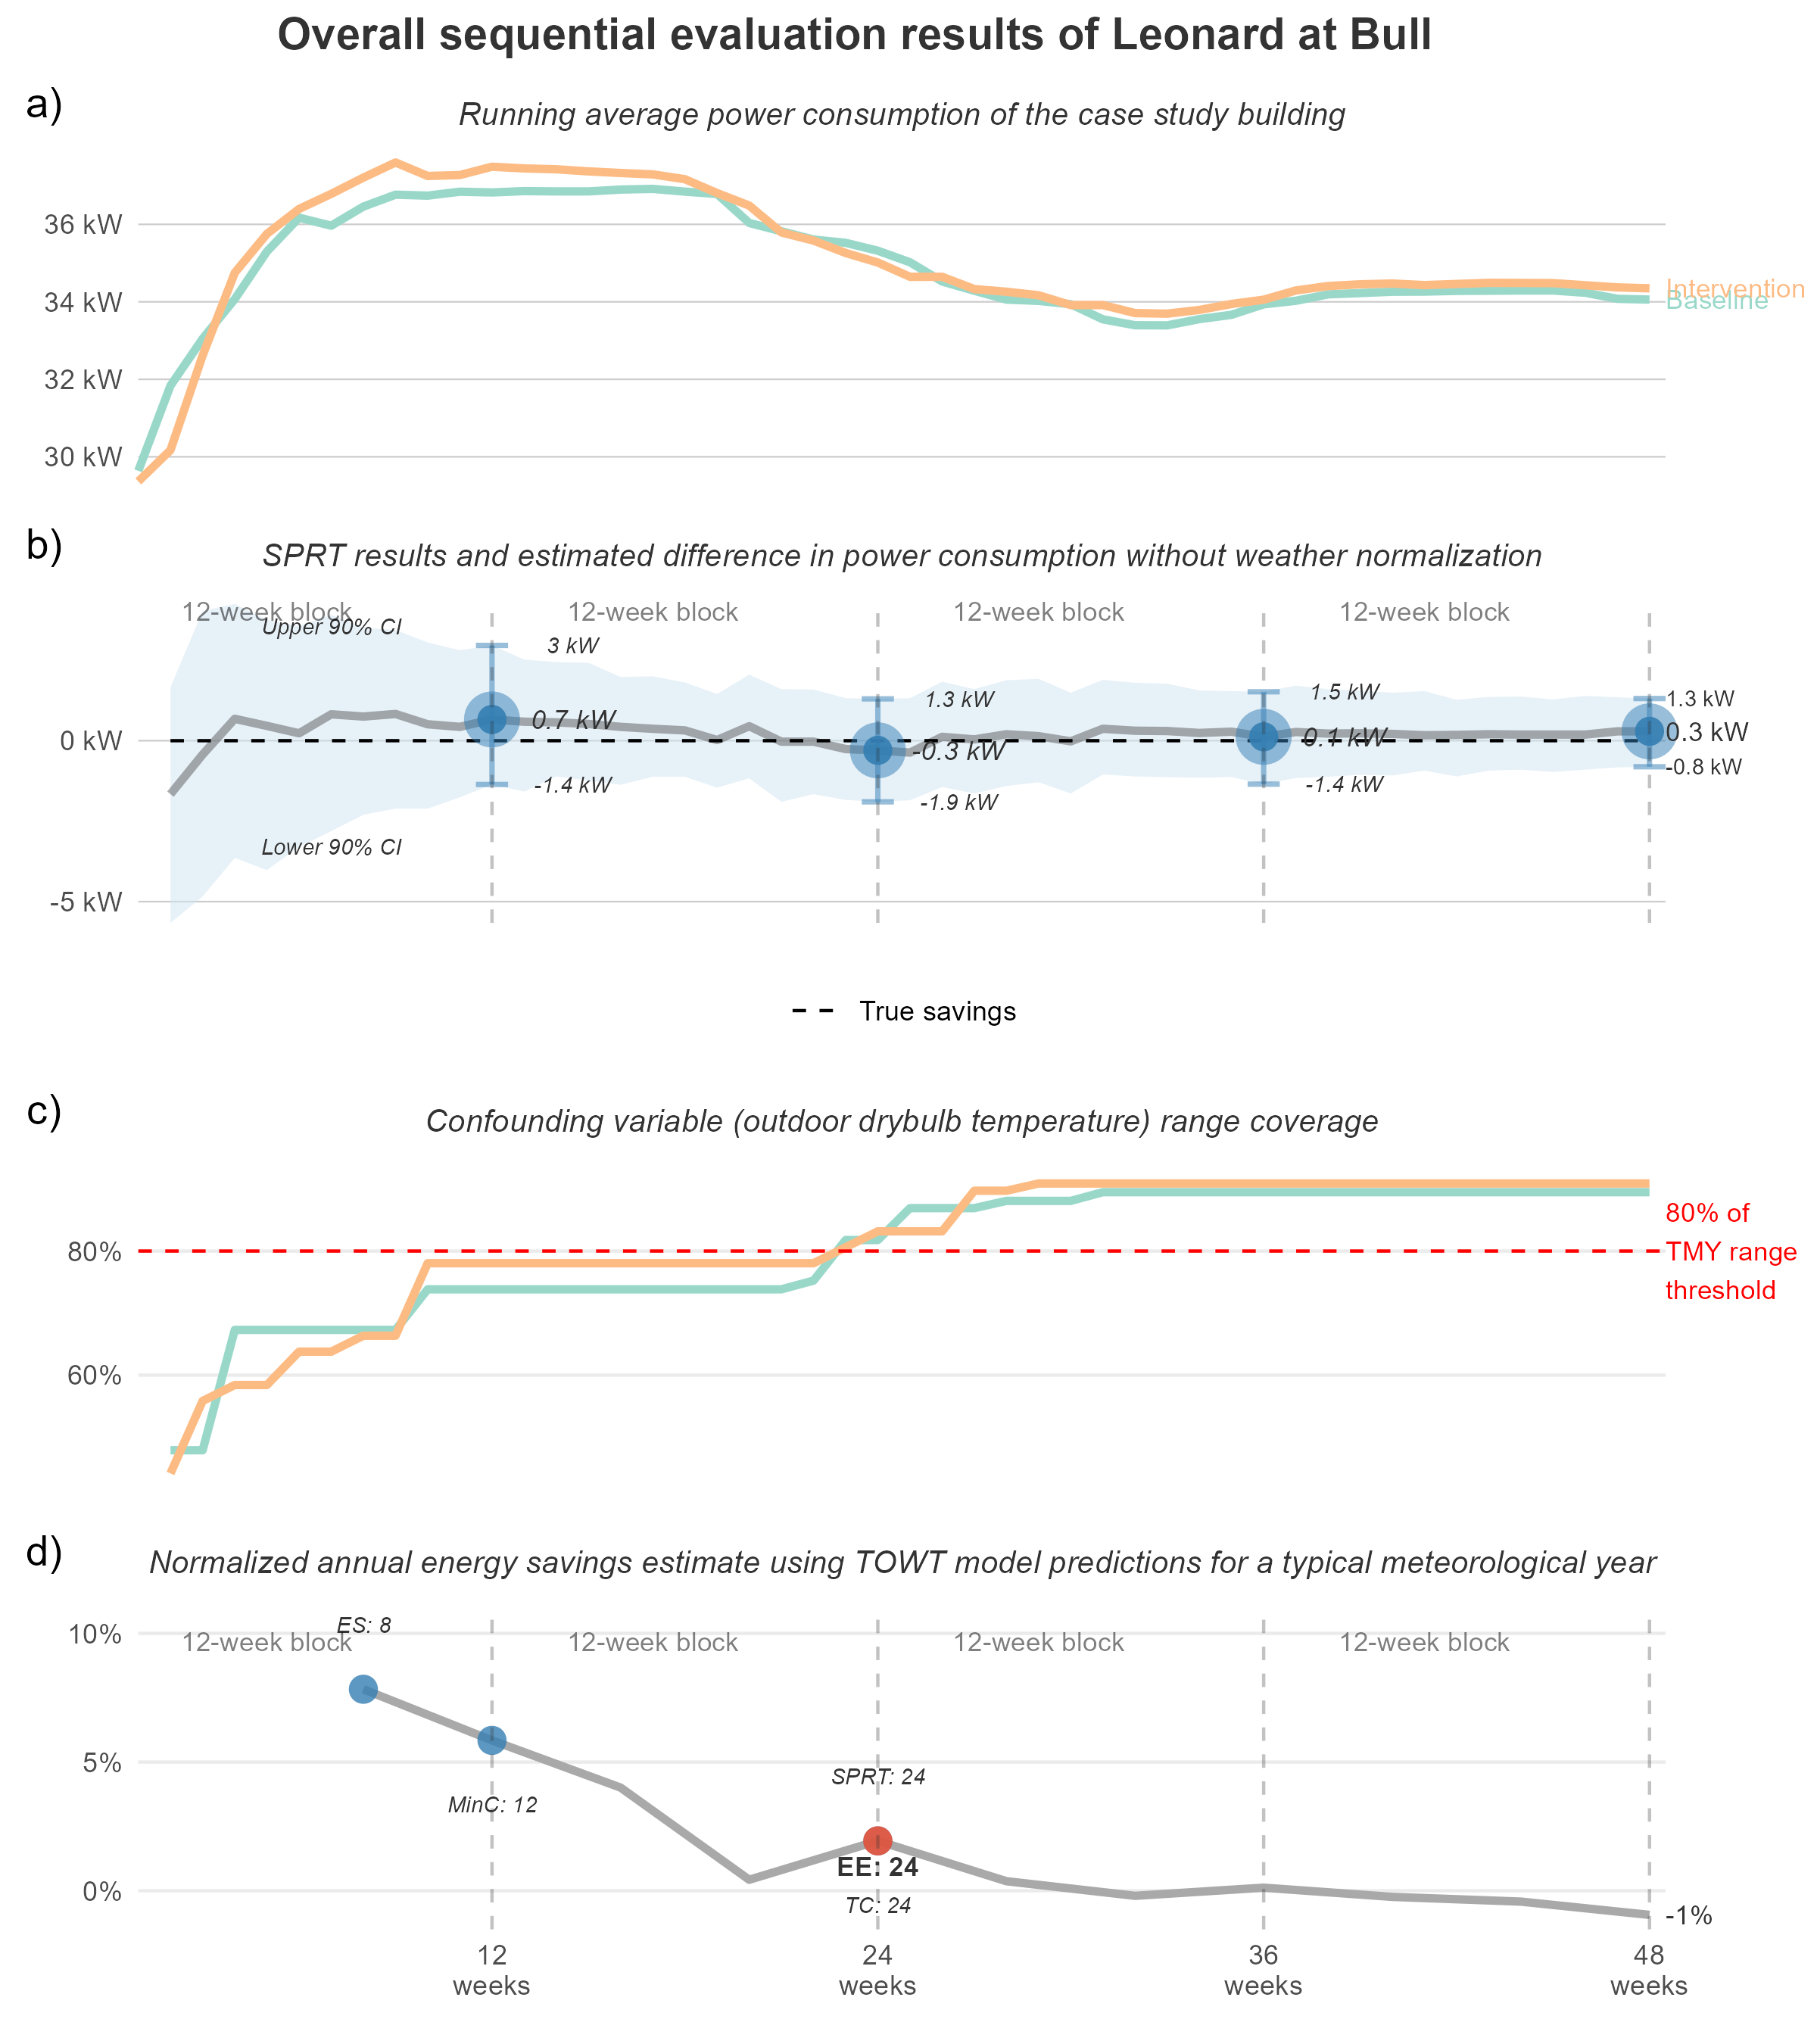 Overall sequential evaluation results of Leonard at Bull
a)
Running average power consumption of the case study building
36 kW
34 kW
32 kW
30 kW
Intervention
Baseline
b)
SPRT results and estimated difference in power consumption without weather normalization
12-week block
12-week block
12-week block
12-week block
Upper 90% CI
3 kW
1.3 kW
1.5 kW
1.3 kW
0 kW
0.7 kW
-0.3 kW
0.1 kW
0.3 kW
-1.4 kW
-1.9 kW
-1.4 kW
-0.8 kW
Lower 90% CI
-5 kW
True savings
c)
Confounding variable (outdoor drybulb temperature) range coverage
80%
60%
80% of
TMY range
threshold
d)
Normalized annual energy savings estimate using TOWT model predictions for a typical meteorological year
10%
5%
0%
12-week block
12-week block
12-week block
12-week block
ES: 8
MinC: 12
SPRT: 24
EE: 24
TC: 24
-1%
12
weeks
24
weeks
36
weeks
48
weeks